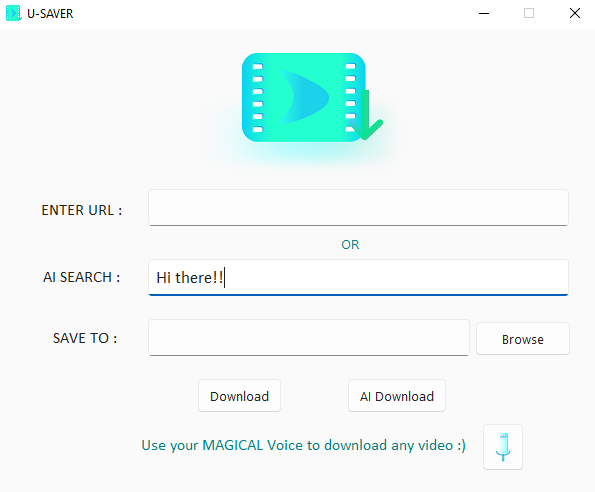 U-SAVER
ENTER URL :
OR
AI SEARCH : Hi there!!
SAVE TO : Browse
Download AI Download
Use your MAGICAL Voice to download any video :)